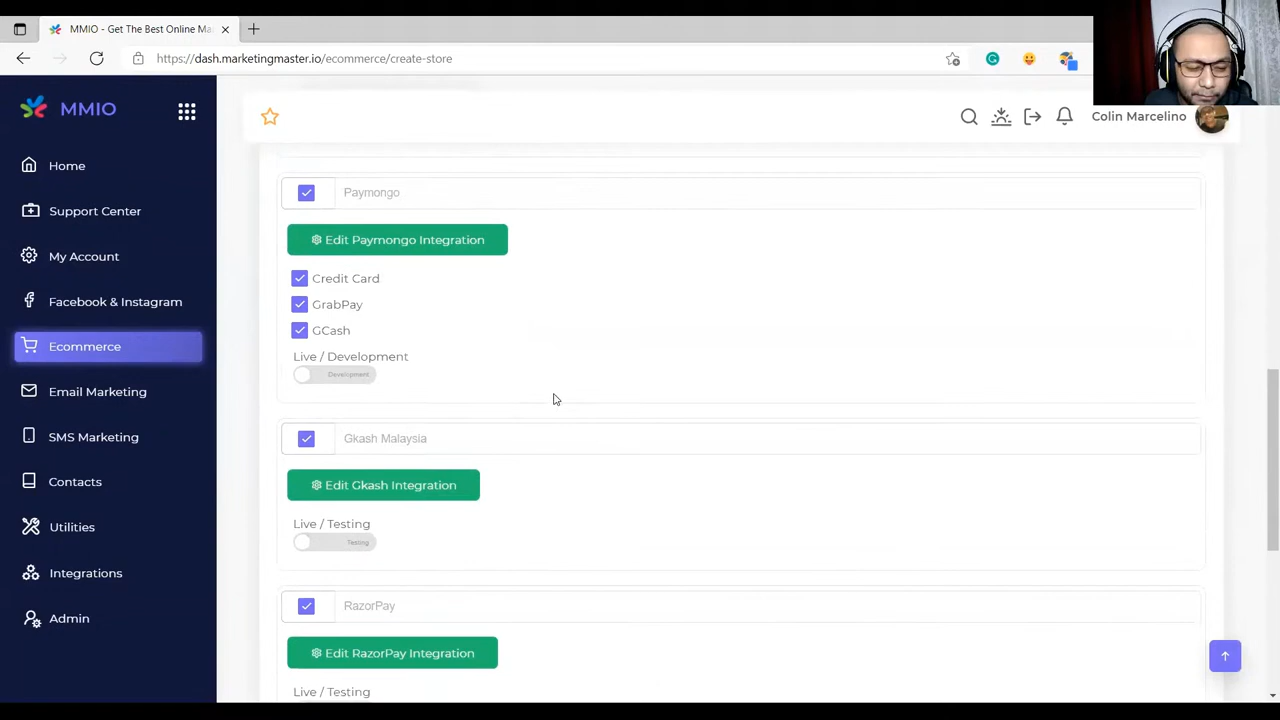 MMIO - Get The Best Online Ma
https://dash.marketingmaster.io/ecommerce/create-store
MMIO
Colin Marcelino
Home
Support Center
My Account
Facebook & Instagram
Ecommerce
Email Marketing
SMS Marketing
Contacts
Utilities
Integrations
Admin
Paymongo
Edit Paymongo Integration
Credit Card
GrabPay
GCash
Live / Development
Development
Gkash Malaysia
Edit Gkash Integration
Live / Testing
Testing
RazorPay
Edit RazorPay Integration
Live / Testing